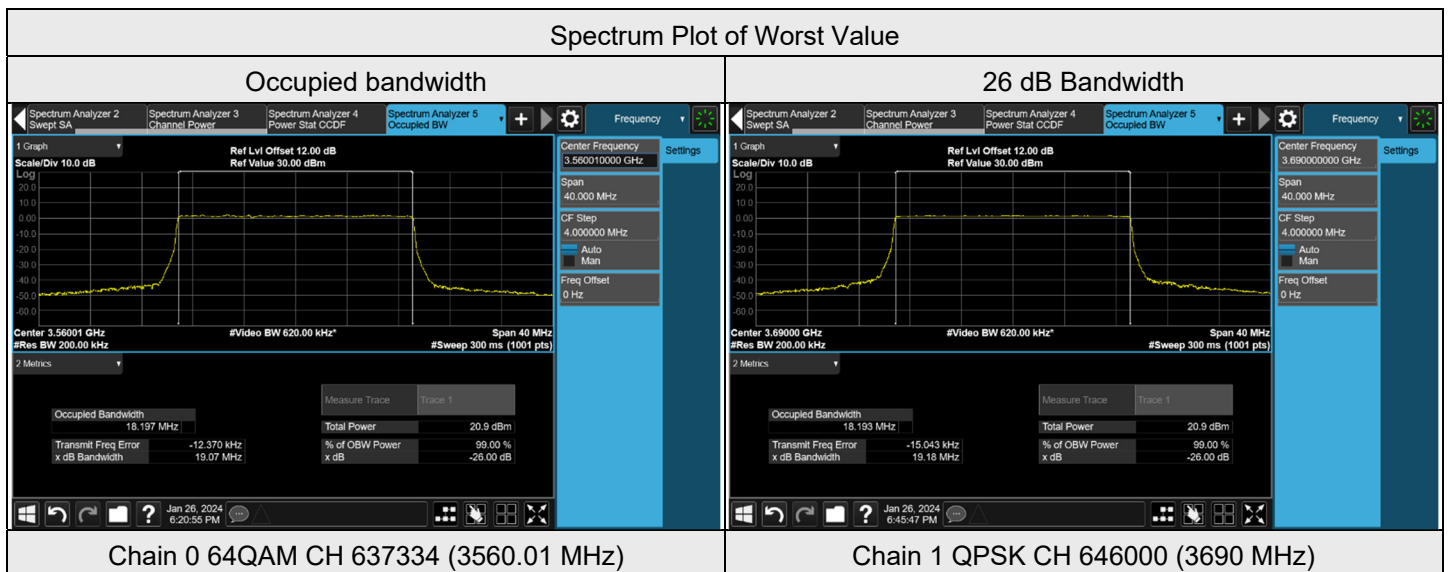 Spectrum Plot of Worst Value
Occupied bandwidth
26 dB Bandwidth
Spectrum Analyzer 2
Swept SA
Spectrum Analyzer 3
Channel Power
Spectrum Analyzer 4
Power Stat CCDF
Spectrum Analyzer 5
Occupied BW
+
Frequency
1 Graph
Scale/Div 10.0 dB
Ref Lvl Offset 12.00 dB
Ref Value 30.00 dBm
Log
20.0
10.0
0.00
-10.0
-20.0
-30.0
-40.0
-50.0
-60.0
Center 3.56001 GHz
#Video BW 620.00 kHz*
Span 40 MHz
#Res BW 200.00 kHz
#Sweep 300 ms (1001 pts)
Center Frequency
3.560010000 GHz
Settings
Span
40.000 MHz
CF Step
4.000000 MHz
Auto
Man
Freq Offset
0 Hz
2 Metrics
Measure Trace Trace 1
Occupied Bandwidth
18.197 MHz
Total Power 20.9 dBm
Transmit Freq Error -12.370 kHz
% of OBW Power 99.00 %
x dB Bandwidth 19.07 MHz
x dB -26.00 dB
?
Jan 26, 2024
6:20:55 PM
Spectrum Analyzer 2
Swept SA
Spectrum Analyzer 3
Channel Power
Spectrum Analyzer 4
Power Stat CCDF
Spectrum Analyzer 5
Occupied BW
+
Frequency
1 Graph
Scale/Div 10.0 dB
Ref Lvl Offset 12.00 dB
Ref Value 30.00 dBm
Log
20.0
10.0
0.00
-10.0
-20.0
-30.0
-40.0
-50.0
-60.0
Center 3.69000 GHz
#Video BW 620.00 kHz*
Span 40 MHz
#Res BW 200.00 kHz
#Sweep 300 ms (1001 pts)
Center Frequency
3.690000000 GHz
Settings
Span
40.000 MHz
CF Step
4.000000 MHz
Auto
Man
Freq Offset
0 Hz
2 Metrics
Measure Trace Trace 1
Occupied Bandwidth
18.193 MHz
Total Power 20.9 dBm
Transmit Freq Error -15.043 kHz
% of OBW Power 99.00 %
x dB Bandwidth 19.18 MHz
x dB -26.00 dB
?
Jan 26, 2024
6:45:47 PM
Chain 0 64QAM CH 637334 (3560.01 MHz)
Chain 1 QPSK CH 646000 (3690 MHz)